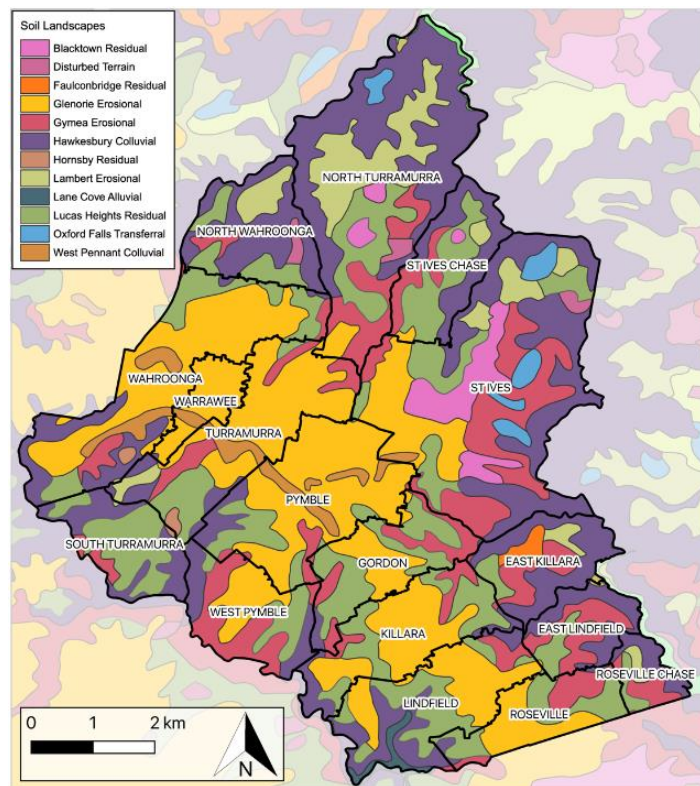 Soil Landscapes
Blacktown Residual
Disturbed Terrain
Faulconbridge Residual
Glenorie Erosional
Gymea Erosional
Hawkesbury Colluvial
Hornsby Residual
Lambert Erosional
Lane Cove Alluvial
Lucas Heights Residual
Oxford Falls Transferral
West Pennant Colluvial
NORTH TURRAMURRA
NORTH WAHROONGA
ST IVES CHASE
WAHROONGA
ST IVES
WARRAWEE
TURRAMURRA
PYMBLE
SOUTH TURRAMURRA
GORDON
EAST KILLARA
WEST PYMBLE
KILLARA
EAST LINDFIELD
ROSEVILLE CHASE
LINDFIELD
ROSEVILLE
0 1 2 km
N